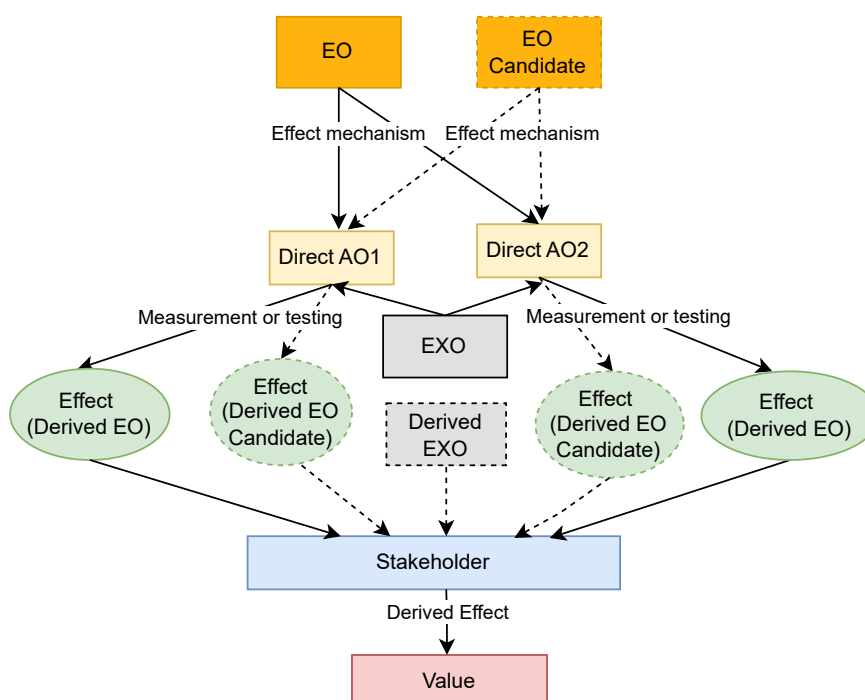 EO
EO
Candidate
Effect mechanism
Effect mechanism
Direct AO1
Direct AO2
Measurement or testing
Measurement or testing
EXO
Effect
(Derived EO)
Effect
(Derived EO
Candidate)
Derived
EXO
Effect
(Derived EO
Candidate)
Effect
(Derived EO)
Stakeholder
Derived Effect
Value